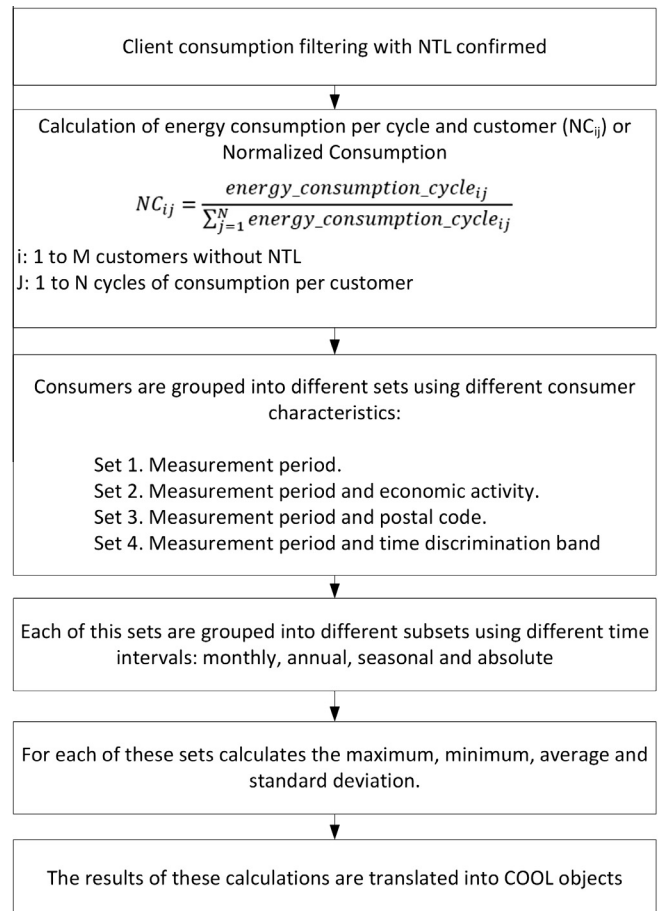 Client consumption filtering with NTL confirmed
Calculation of energy consumption per cycle and customer (NCij) or
Normalized Consumption
NCij = energy_consumption_cycleij / ∑j=1N energy_consumption_cycleij
i: 1 to M customers without NTL
J: 1 to N cycles of consumption per customer
Consumers are grouped into different sets using different consumer
characteristics:
Set 1. Measurement period.
Set 2. Measurement period and economic activity.
Set 3. Measurement period and postal code.
Set 4. Measurement period and time discrimination band
Each of this sets are grouped into different subsets using different time
intervals: monthly, annual, seasonal and absolute
For each of these sets calculates the maximum, minimum, average and
standard deviation.
The results of these calculations are translated into COOL objects